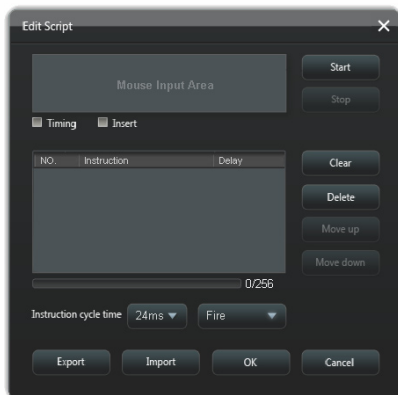 Edit Script
Start
Mouse Input Area
Stop
Timing Insert
NO. Instruction Delay
Clear
Delete
Move up
Move down
0/256
Instruction cycle time 24ms Fire
Export Import OK Cancel